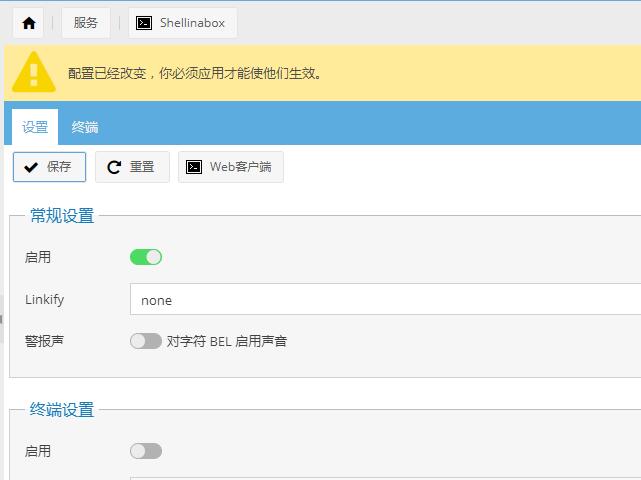 服务
Shellinabox
配置已经改变，你必须应用才能使他们生效。
设置
终端
保存
重置
Web客户端
常规设置
启用
Linkify
none
警报声
对字符 BEL 启用声音
终端设置
启用